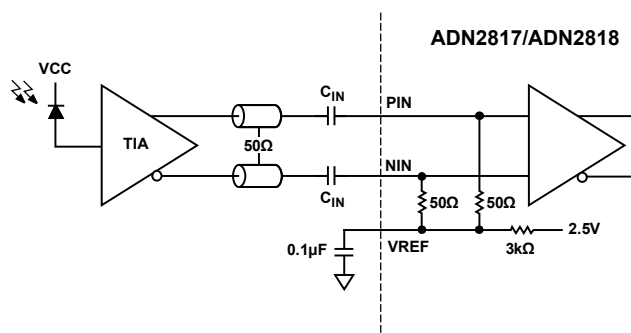 ADN2817/ADN2818
VCC
CIN
PIN
TIA
50Ω
NIN
CIN
50Ω
50Ω
2.5V
0.1µF
VREF
3kΩ